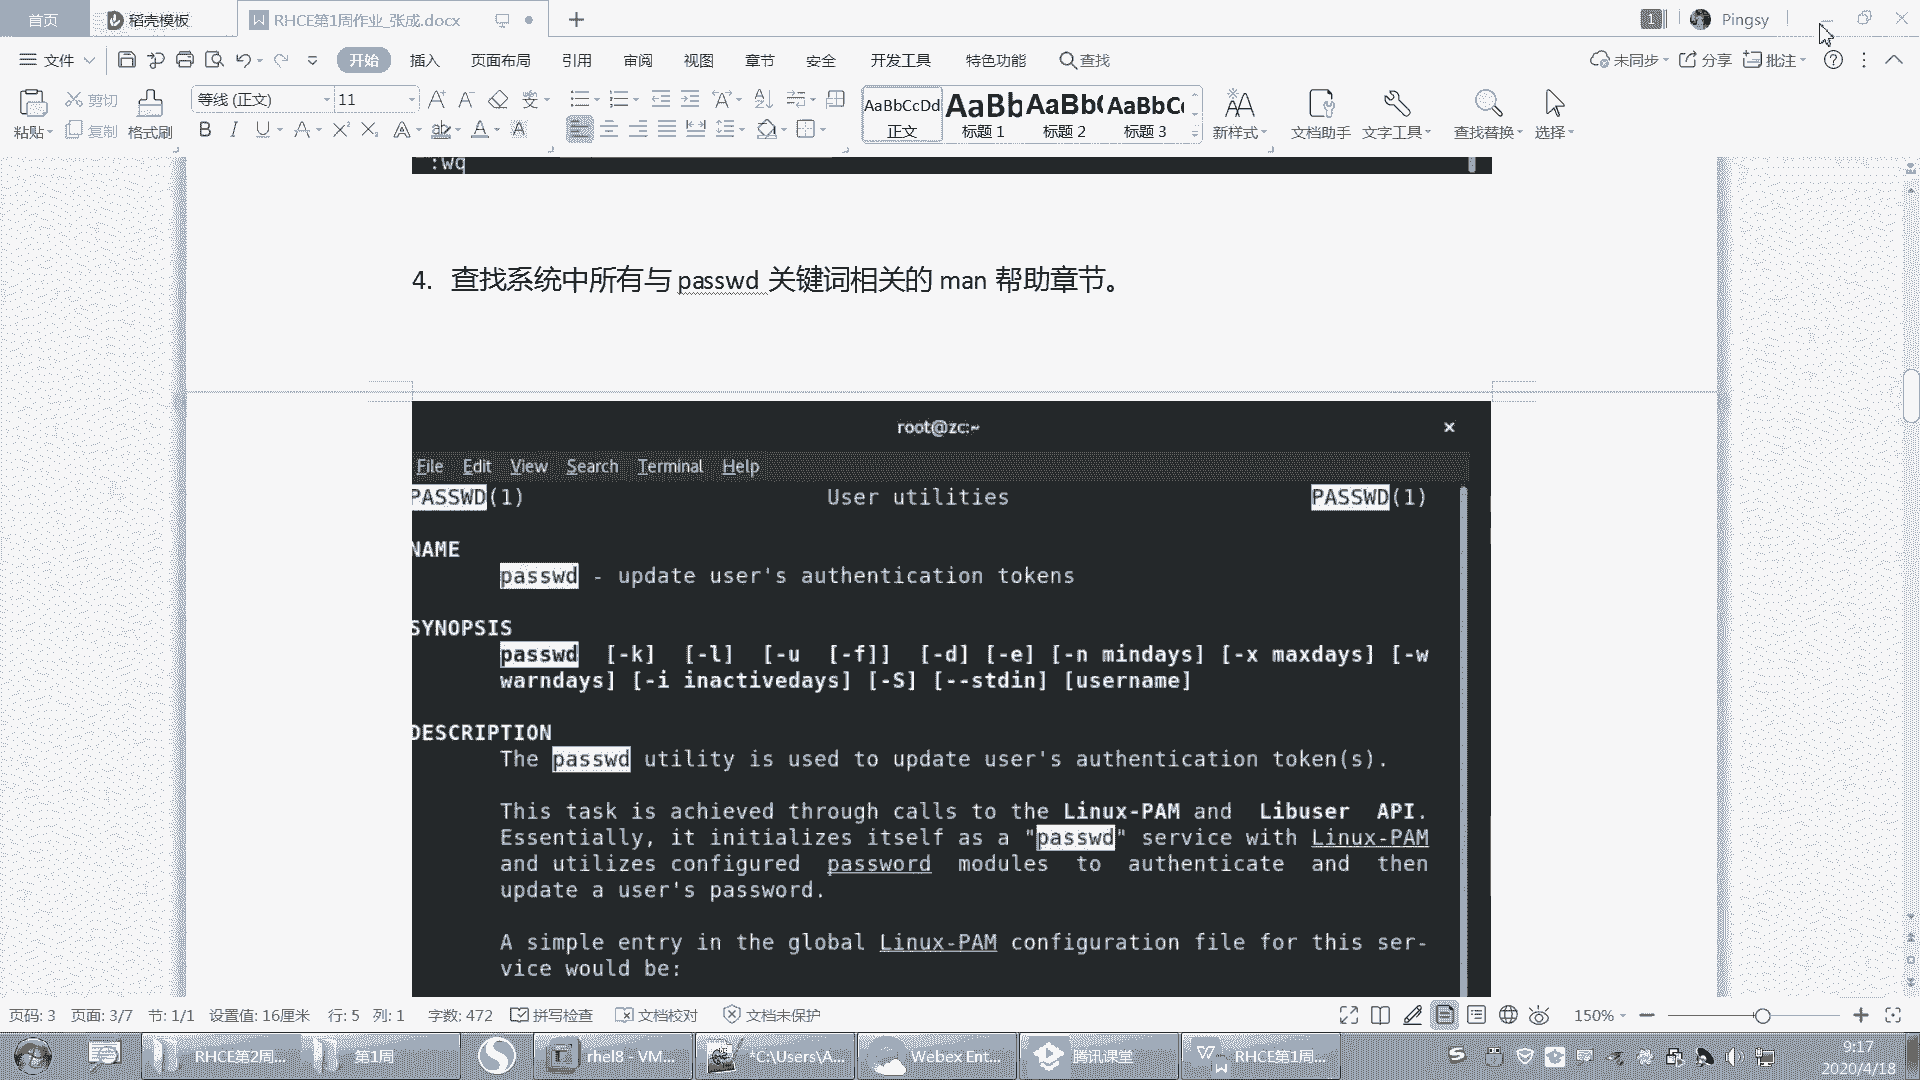 首页 稻壳模板 RHCE第1周作业_张成.docx 1 Pingsy
文件 开始 插入 页面布局 引用 审阅 视图 章节 安全 开发工具 特色功能 查找 未同步 分享 批注
粘贴 剪切 复制 格式刷 等线 (正文) 11 AaBbCcDd 正文 AaBb 标题 1 AaBb( 标题 2 AaBbC 标题 3 新样式 文档助手 文字工具 查找替换 选择
:wq
4. 查找系统中所有与 passwd 关键词相关的 man 帮助章节。
root@zc:~
File Edit View Search Terminal Help
PASSWD(1) User utilities PASSWD(1)
NAME
passwd - update user's authentication tokens
SYNOPSIS
passwd [-k] [-l] [-u [-f]] [-d] [-e] [-n mindays] [-x maxdays] [-w
warndays] [-i inactivedays] [-S] [--stdin] [username]
DESCRIPTION
The passwd utility is used to update user's authentication token(s).
This task is achieved through calls to the Linux-PAM and Libuser API.
Essentially, it initializes itself as a "passwd" service with Linux-PAM
and utilizes configured password modules to authenticate and then
update a user's password.
A simple entry in the global Linux-PAM configuration file for this ser-
vice would be:
页码: 3 页面: 3/7 节: 1/1 设置值: 16厘米 行: 5 列: 1 字数: 472 拼写检查 文档校对 文档未保护 150%
RHCE第2周... 第1周 rhel8 - VM... *C:\Users\A... Webex Ent... 腾讯课堂 RHCE第1周... 9:17
2020/4/18